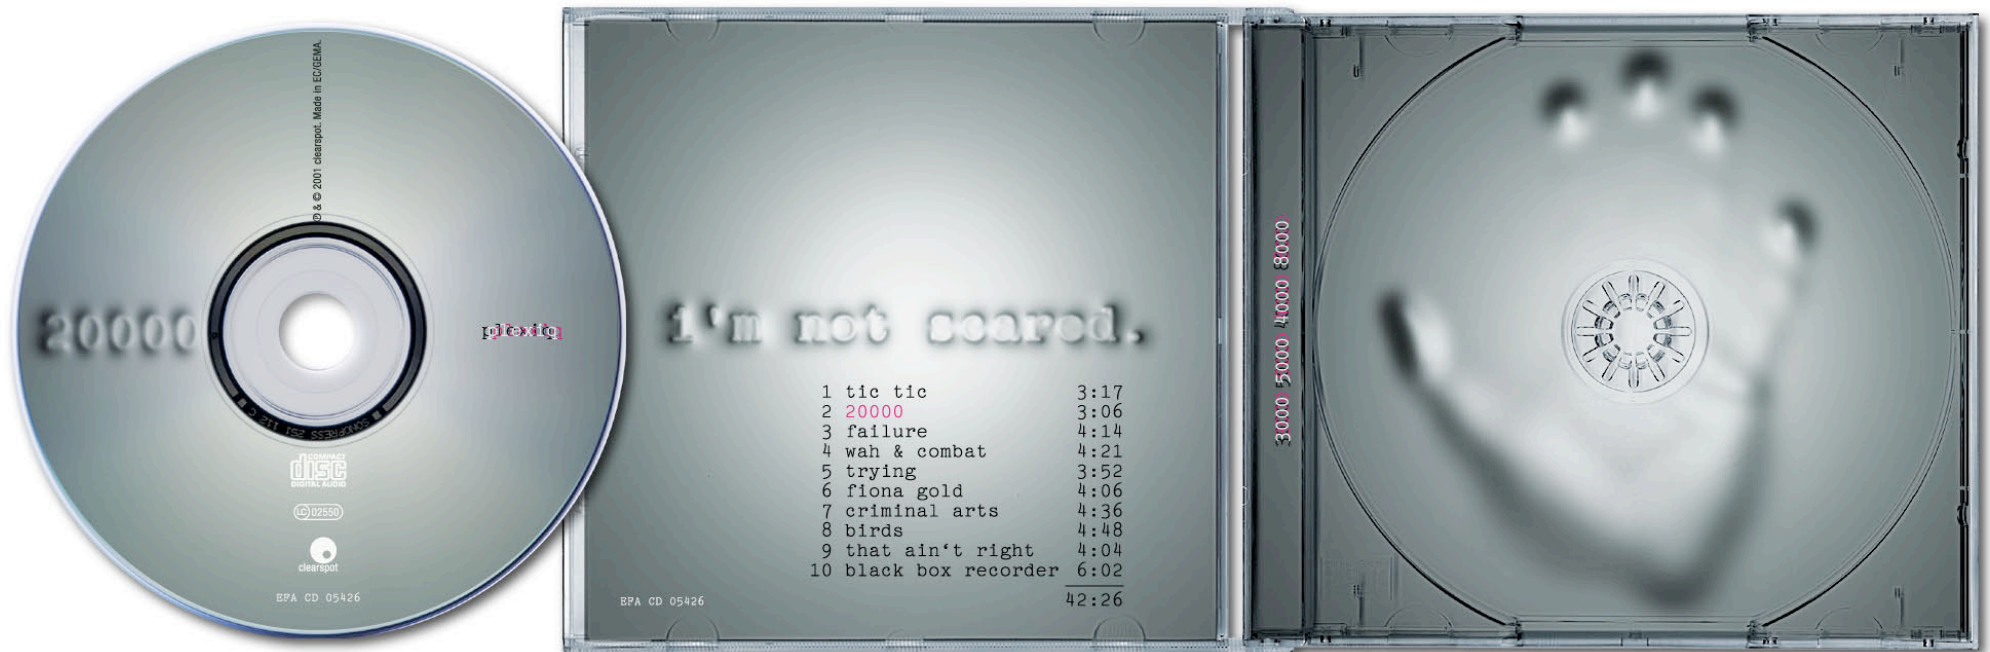 ℗ & © 2001 clearspot. Made in EC/GEMA.
20000
plexiq
COMPACT
disc
DIGITAL AUDIO
LC 02550
clearspot
EFA CD 05426
i'm not scared.
1 tic tic 3:17
2 20000 3:06
3 failure 4:14
4 wah & combat 4:21
5 trying 3:52
6 fiona gold 4:06
7 criminal arts 4:36
8 birds 4:48
9 that ain‘t right 4:04
10 black box recorder 6:02
42:26
EFA CD 05426
3000 5000 4000 8000